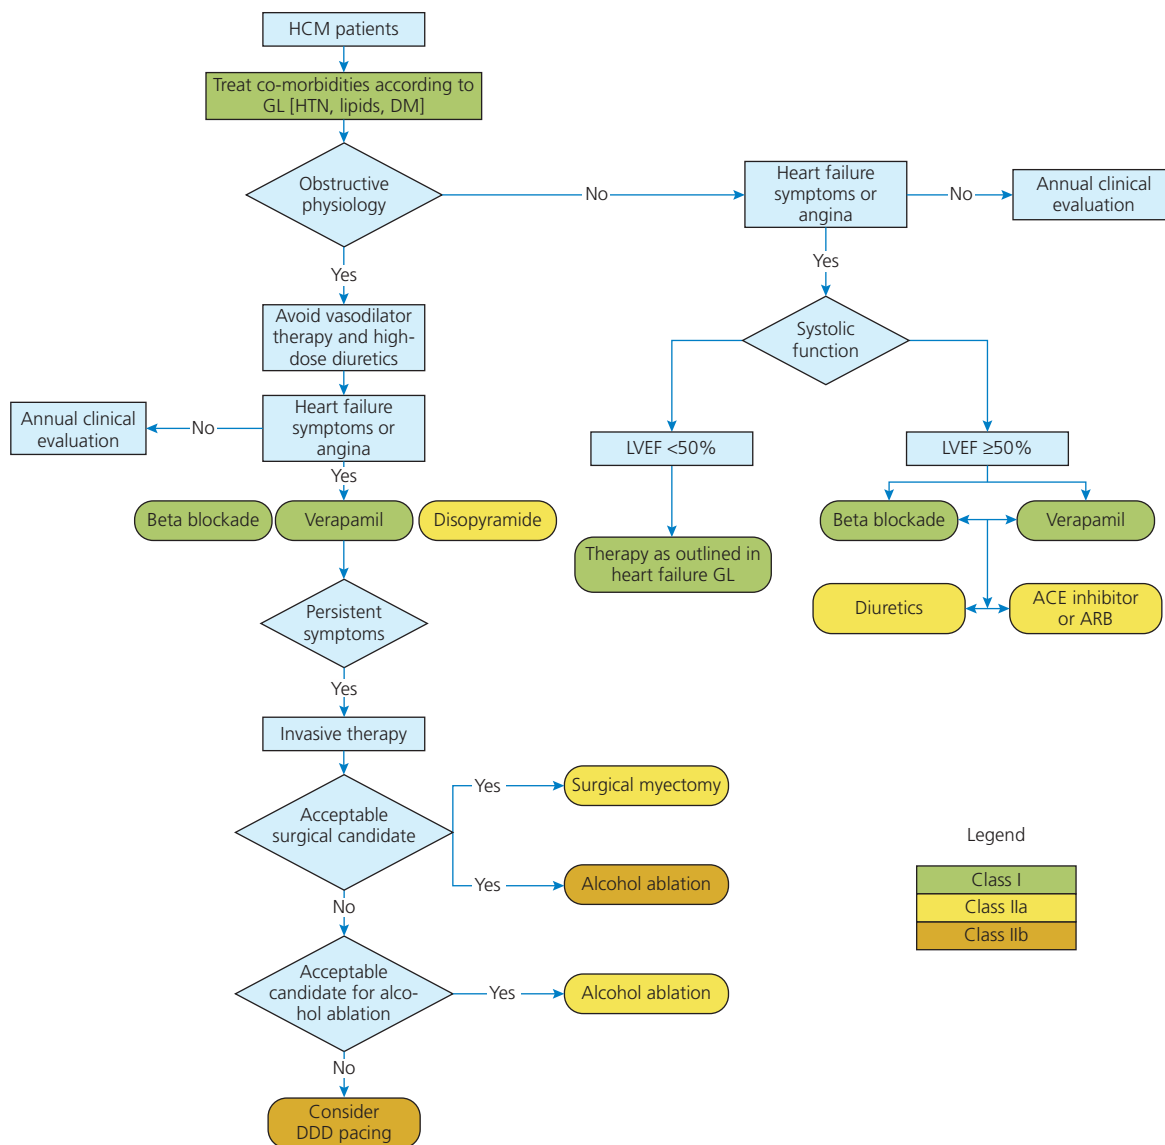 HCM patients
Treat co-morbidities according to
GL [HTN, lipids, DM]
Obstructive
physiology
No
Heart failure
symptoms or
angina
No
Annual clinical
evaluation
Yes
Yes
Avoid vasodilator
therapy and high-
dose diuretics
Systolic
function
Annual clinical
evaluation
No
Heart failure
symptoms or
angina
LVEF <50%
LVEF ≥50%
Yes
Beta blockade
Verapamil
Disopyramide
Beta blockade
Verapamil
Therapy as outlined in
heart failure GL
Diuretics
ACE inhibitor
or ARB
Persistent
symptoms
Yes
Invasive therapy
Acceptable
surgical candidate
Yes
Surgical myectomy
Yes
Alcohol ablation
Legend
Class I
Class IIa
Class IIb
No
Acceptable
candidate for alco-
hol ablation
Yes
Alcohol ablation
No
Consider
DDD pacing